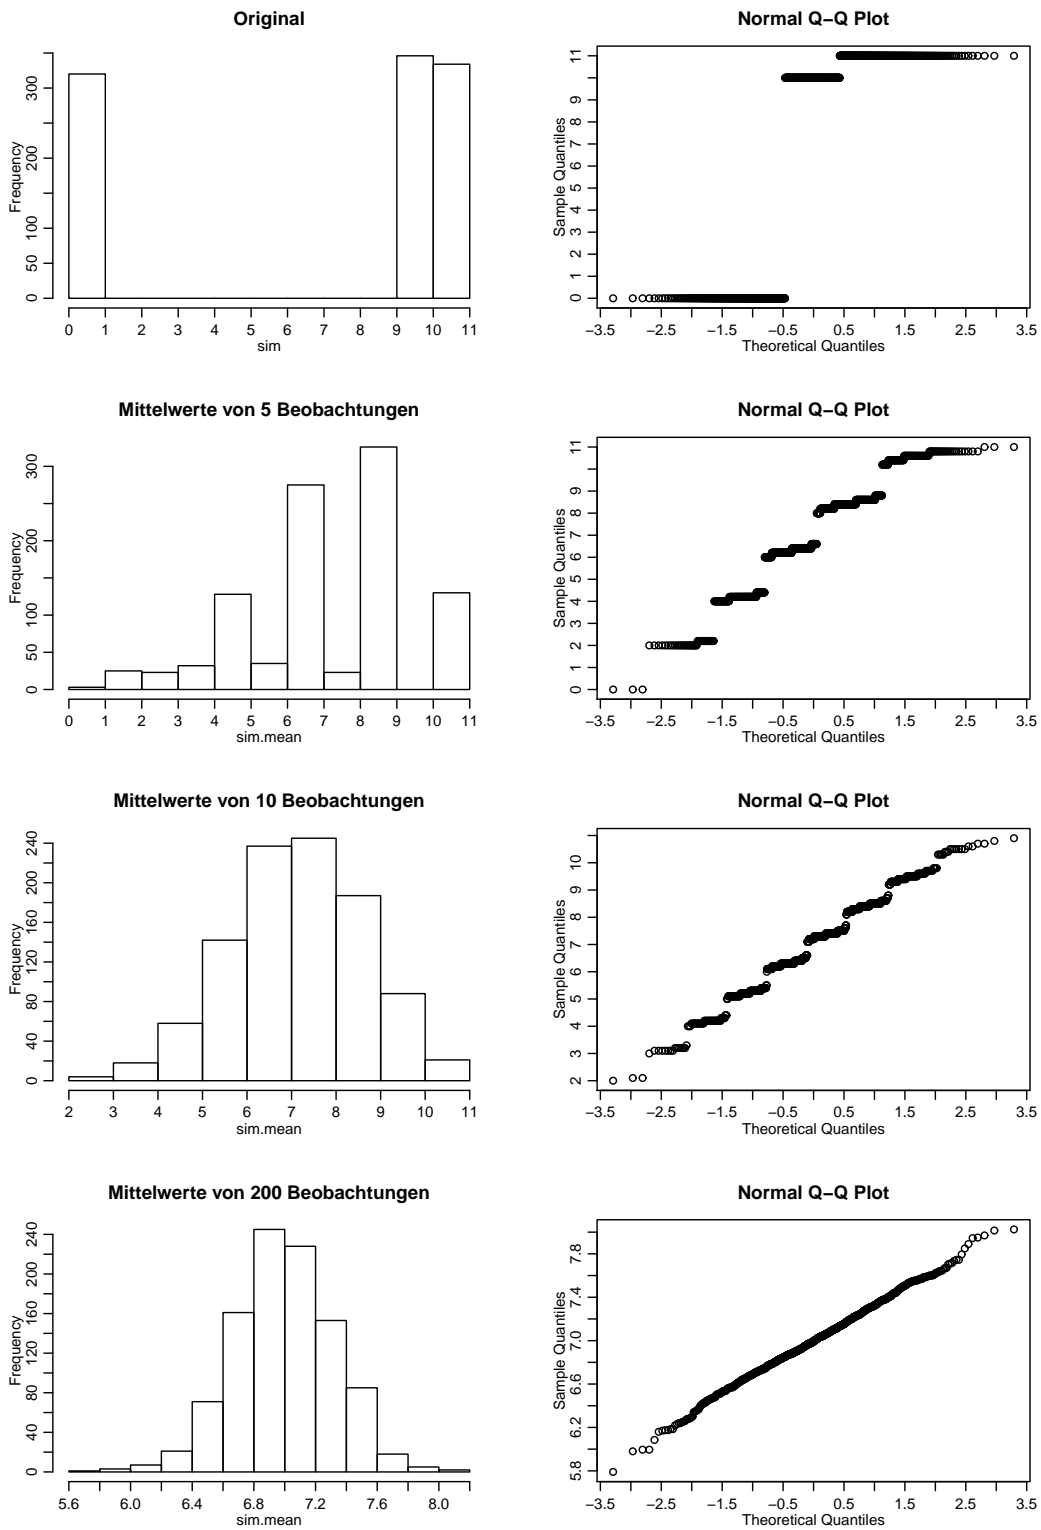 Original
Normal Q−Q Plot
Frequency
0 50 100 200 300
0 1 2 3 4 5 6 7 8 9 10 11
sim
Sample Quantiles
0 1 2 3 4 5 6 7 8 9 11
−3.5 −2.5 −1.5 −0.5 0.5 1.5 2.5 3.5
Theoretical Quantiles
Mittelwerte von 5 Beobachtungen
Normal Q−Q Plot
Frequency
0 50 100 200 300
0 1 2 3 4 5 6 7 8 9 10 11
sim.mean
Sample Quantiles
0 1 2 3 4 5 6 7 8 9 11
−3.5 −2.5 −1.5 −0.5 0.5 1.5 2.5 3.5
Theoretical Quantiles
Mittelwerte von 10 Beobachtungen
Normal Q−Q Plot
Frequency
0 40 80 120 160 200 240
2 3 4 5 6 7 8 9 10 11
sim.mean
Sample Quantiles
2 3 4 5 6 7 8 9 10
−3.5 −2.5 −1.5 −0.5 0.5 1.5 2.5 3.5
Theoretical Quantiles
Mittelwerte von 200 Beobachtungen
Normal Q−Q Plot
Frequency
0 40 80 120 160 200 240
5.6 6.0 6.4 6.8 7.2 7.6 8.0
sim.mean
Sample Quantiles
5.8 6.2 6.6 7.0 7.4 7.8
−3.5 −2.5 −1.5 −0.5 0.5 1.5 2.5 3.5
Theoretical Quantiles